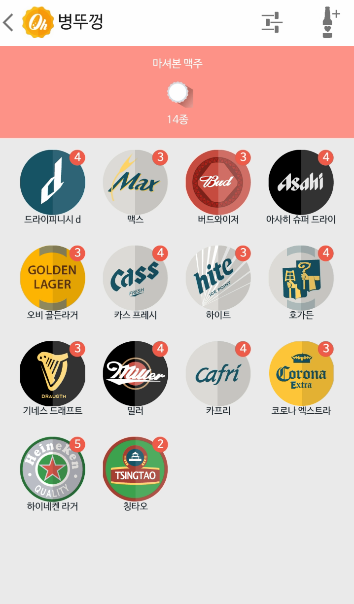 Oh 병뚜껑
마셔본 맥주
14종
4 3 3 4
d Max Bud Asahi
드라이피니시 d 맥스 버드와이저 아사히 슈퍼 드라이
3 4 3 4
GOLDEN LAGER Cass FRESH hite ICE POINT
오비 골든라거 카스 프레시 하이트 호가든
3 4 4 3
DRAUGTH Miller Cafri Corona Extra
기네스 드래프트 밀러 카프리 코로나 엑스트라
5 2
Heineken QUALITY TSINGTAO
하이네켄 라거 칭타오